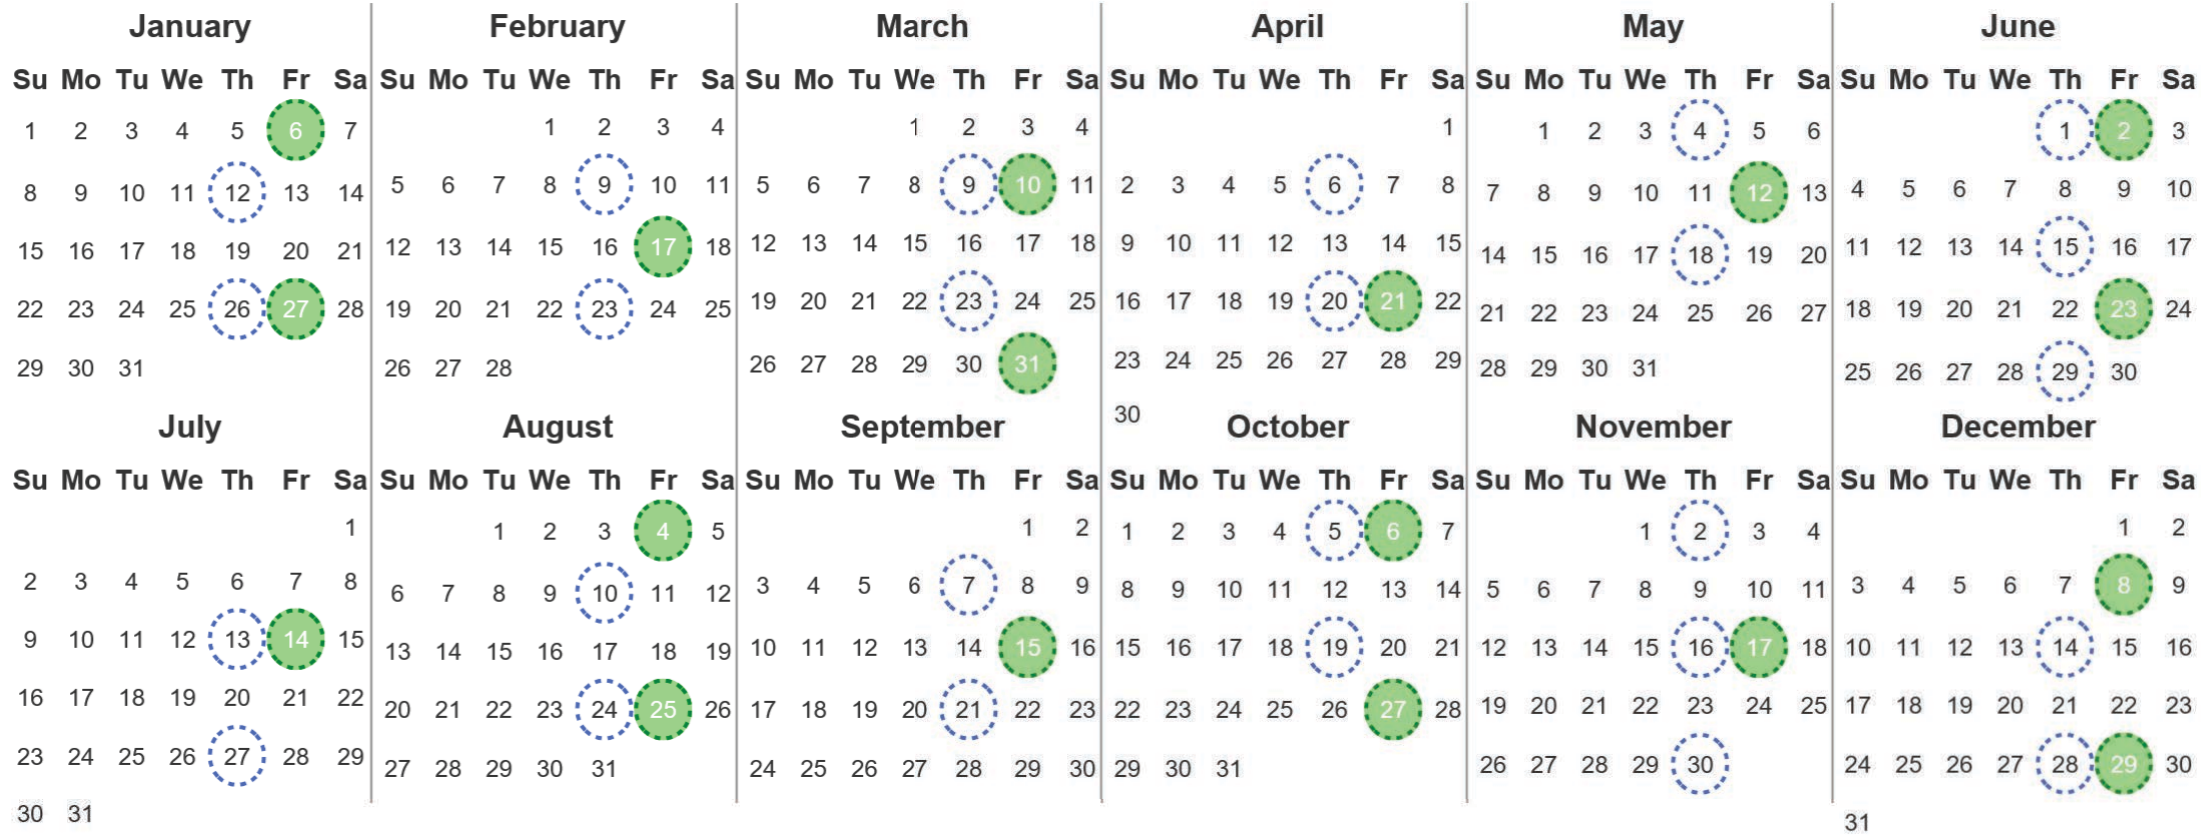 January
Su Mo Tu We Th Fr Sa
1 2 3 4 5 6 7
8 9 10 11 12 13 14
15 16 17 18 19 20 21
22 23 24 25 26 27 28
29 30 31
February
Su Mo Tu We Th Fr Sa
1 2 3 4
5 6 7 8 9 10 11
12 13 14 15 16 17 18
19 20 21 22 23 24 25
26 27 28
March
Su Mo Tu We Th Fr Sa
1 2 3 4
5 6 7 8 9 10 11
12 13 14 15 16 17 18
19 20 21 22 23 24 25
26 27 28 29 30 31
April
Su Mo Tu We Th Fr Sa
1
2 3 4 5 6 7 8
9 10 11 12 13 14 15
16 17 18 19 20 21 22
23 24 25 26 27 28 29
30
May
Su Mo Tu We Th Fr Sa
1 2 3 4 5 6
7 8 9 10 11 12 13
14 15 16 17 18 19 20
21 22 23 24 25 26 27
28 29 30 31
June
Su Mo Tu We Th Fr Sa
1 2 3
4 5 6 7 8 9 10
11 12 13 14 15 16 17
18 19 20 21 22 23 24
25 26 27 28 29 30
July
Su Mo Tu We Th Fr Sa
1
2 3 4 5 6 7 8
9 10 11 12 13 14 15
16 17 18 19 20 21 22
23 24 25 26 27 28 29
30 31
August
Su Mo Tu We Th Fr Sa
1 2 3 4 5
6 7 8 9 10 11 12
13 14 15 16 17 18 19
20 21 22 23 24 25 26
27 28 29 30 31
September
Su Mo Tu We Th Fr Sa
1 2
3 4 5 6 7 8 9
10 11 12 13 14 15 16
17 18 19 20 21 22 23
24 25 26 27 28 29 30
October
Su Mo Tu We Th Fr Sa
1 2 3 4 5 6 7
8 9 10 11 12 13 14
15 16 17 18 19 20 21
22 23 24 25 26 27 28
29 30 31
November
Su Mo Tu We Th Fr Sa
1 2 3 4
5 6 7 8 9 10 11
12 13 14 15 16 17 18
19 20 21 22 23 24 25
26 27 28 29 30
December
Su Mo Tu We Th Fr Sa
1 2
3 4 5 6 7 8 9
10 11 12 13 14 15 16
17 18 19 20 21 22 23
24 25 26 27 28 29 30
31